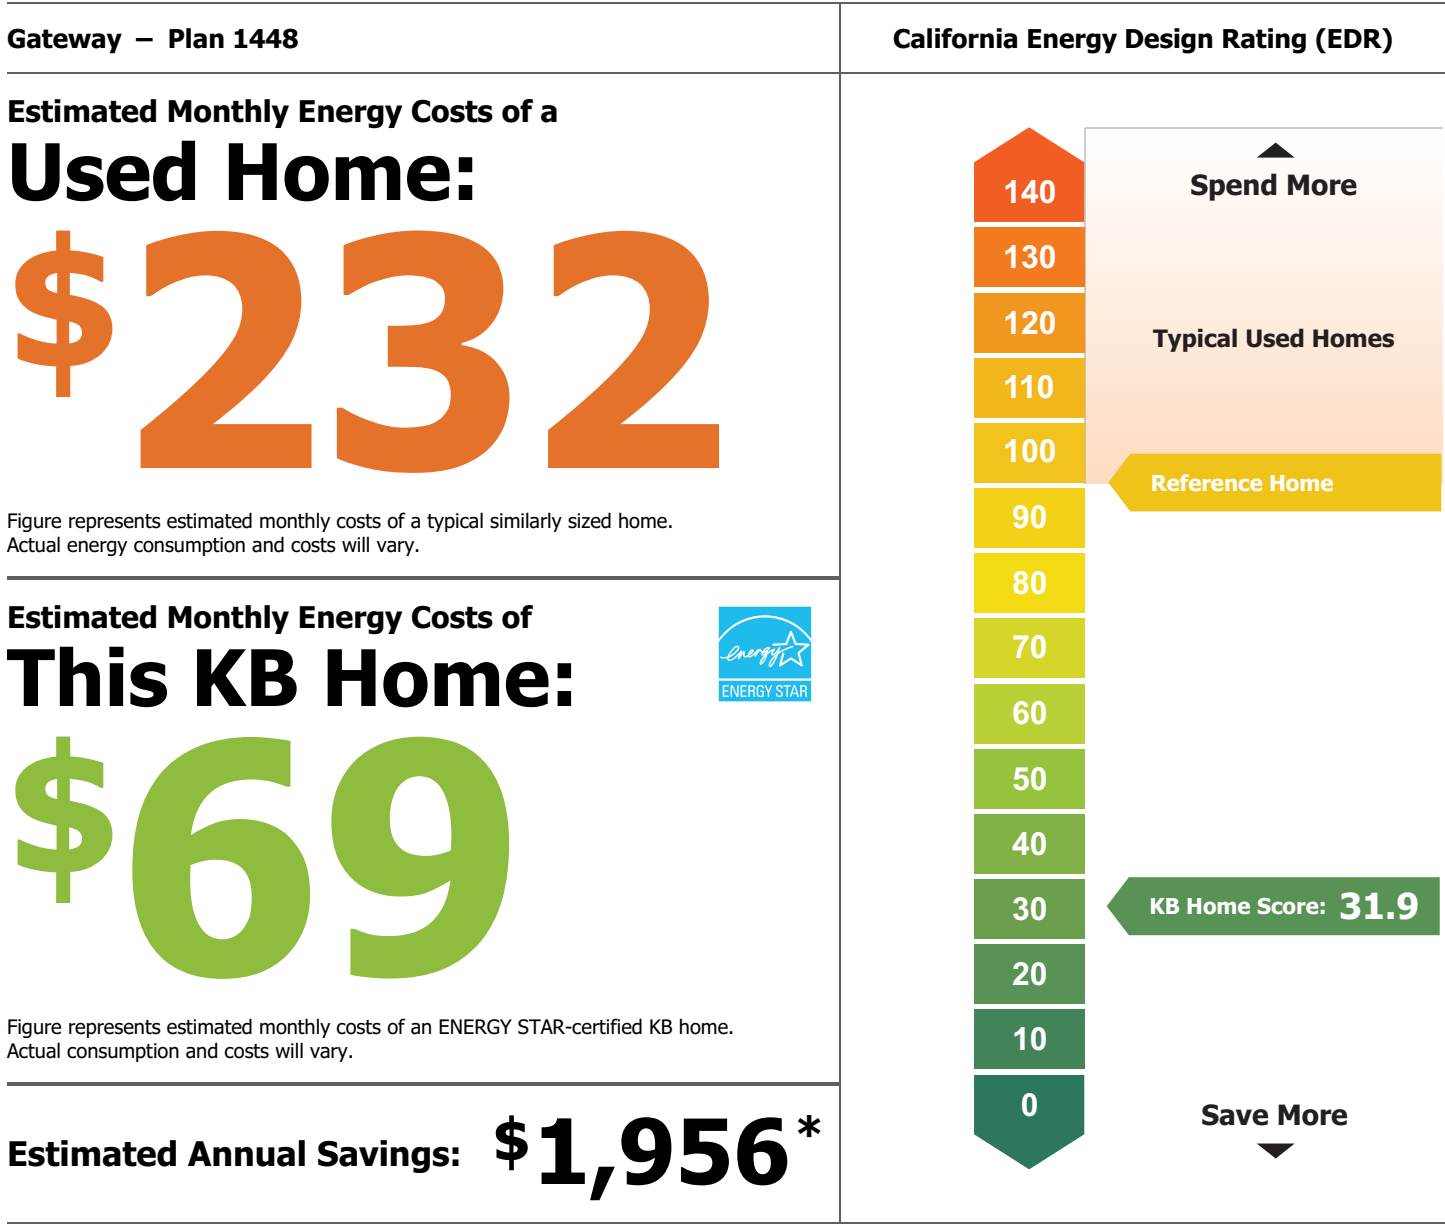 Gateway – Plan 1448
Estimated Monthly Energy Costs of a
Used Home:
$232
Figure represents estimated monthly costs of a typical similarly sized home.
Actual energy consumption and costs will vary.
Estimated Monthly Energy Costs of
This KB Home:
energy
ENERGY STAR
$69
Figure represents estimated monthly costs of an ENERGY STAR-certified KB home.
Actual consumption and costs will vary.
Estimated Annual Savings: $1,956*
California Energy Design Rating (EDR)
140
130
120
110
100
90
80
70
60
50
40
30
20
10
0
Spend More
Typical Used Homes
Reference Home
KB Home Score: 31.9
Save More